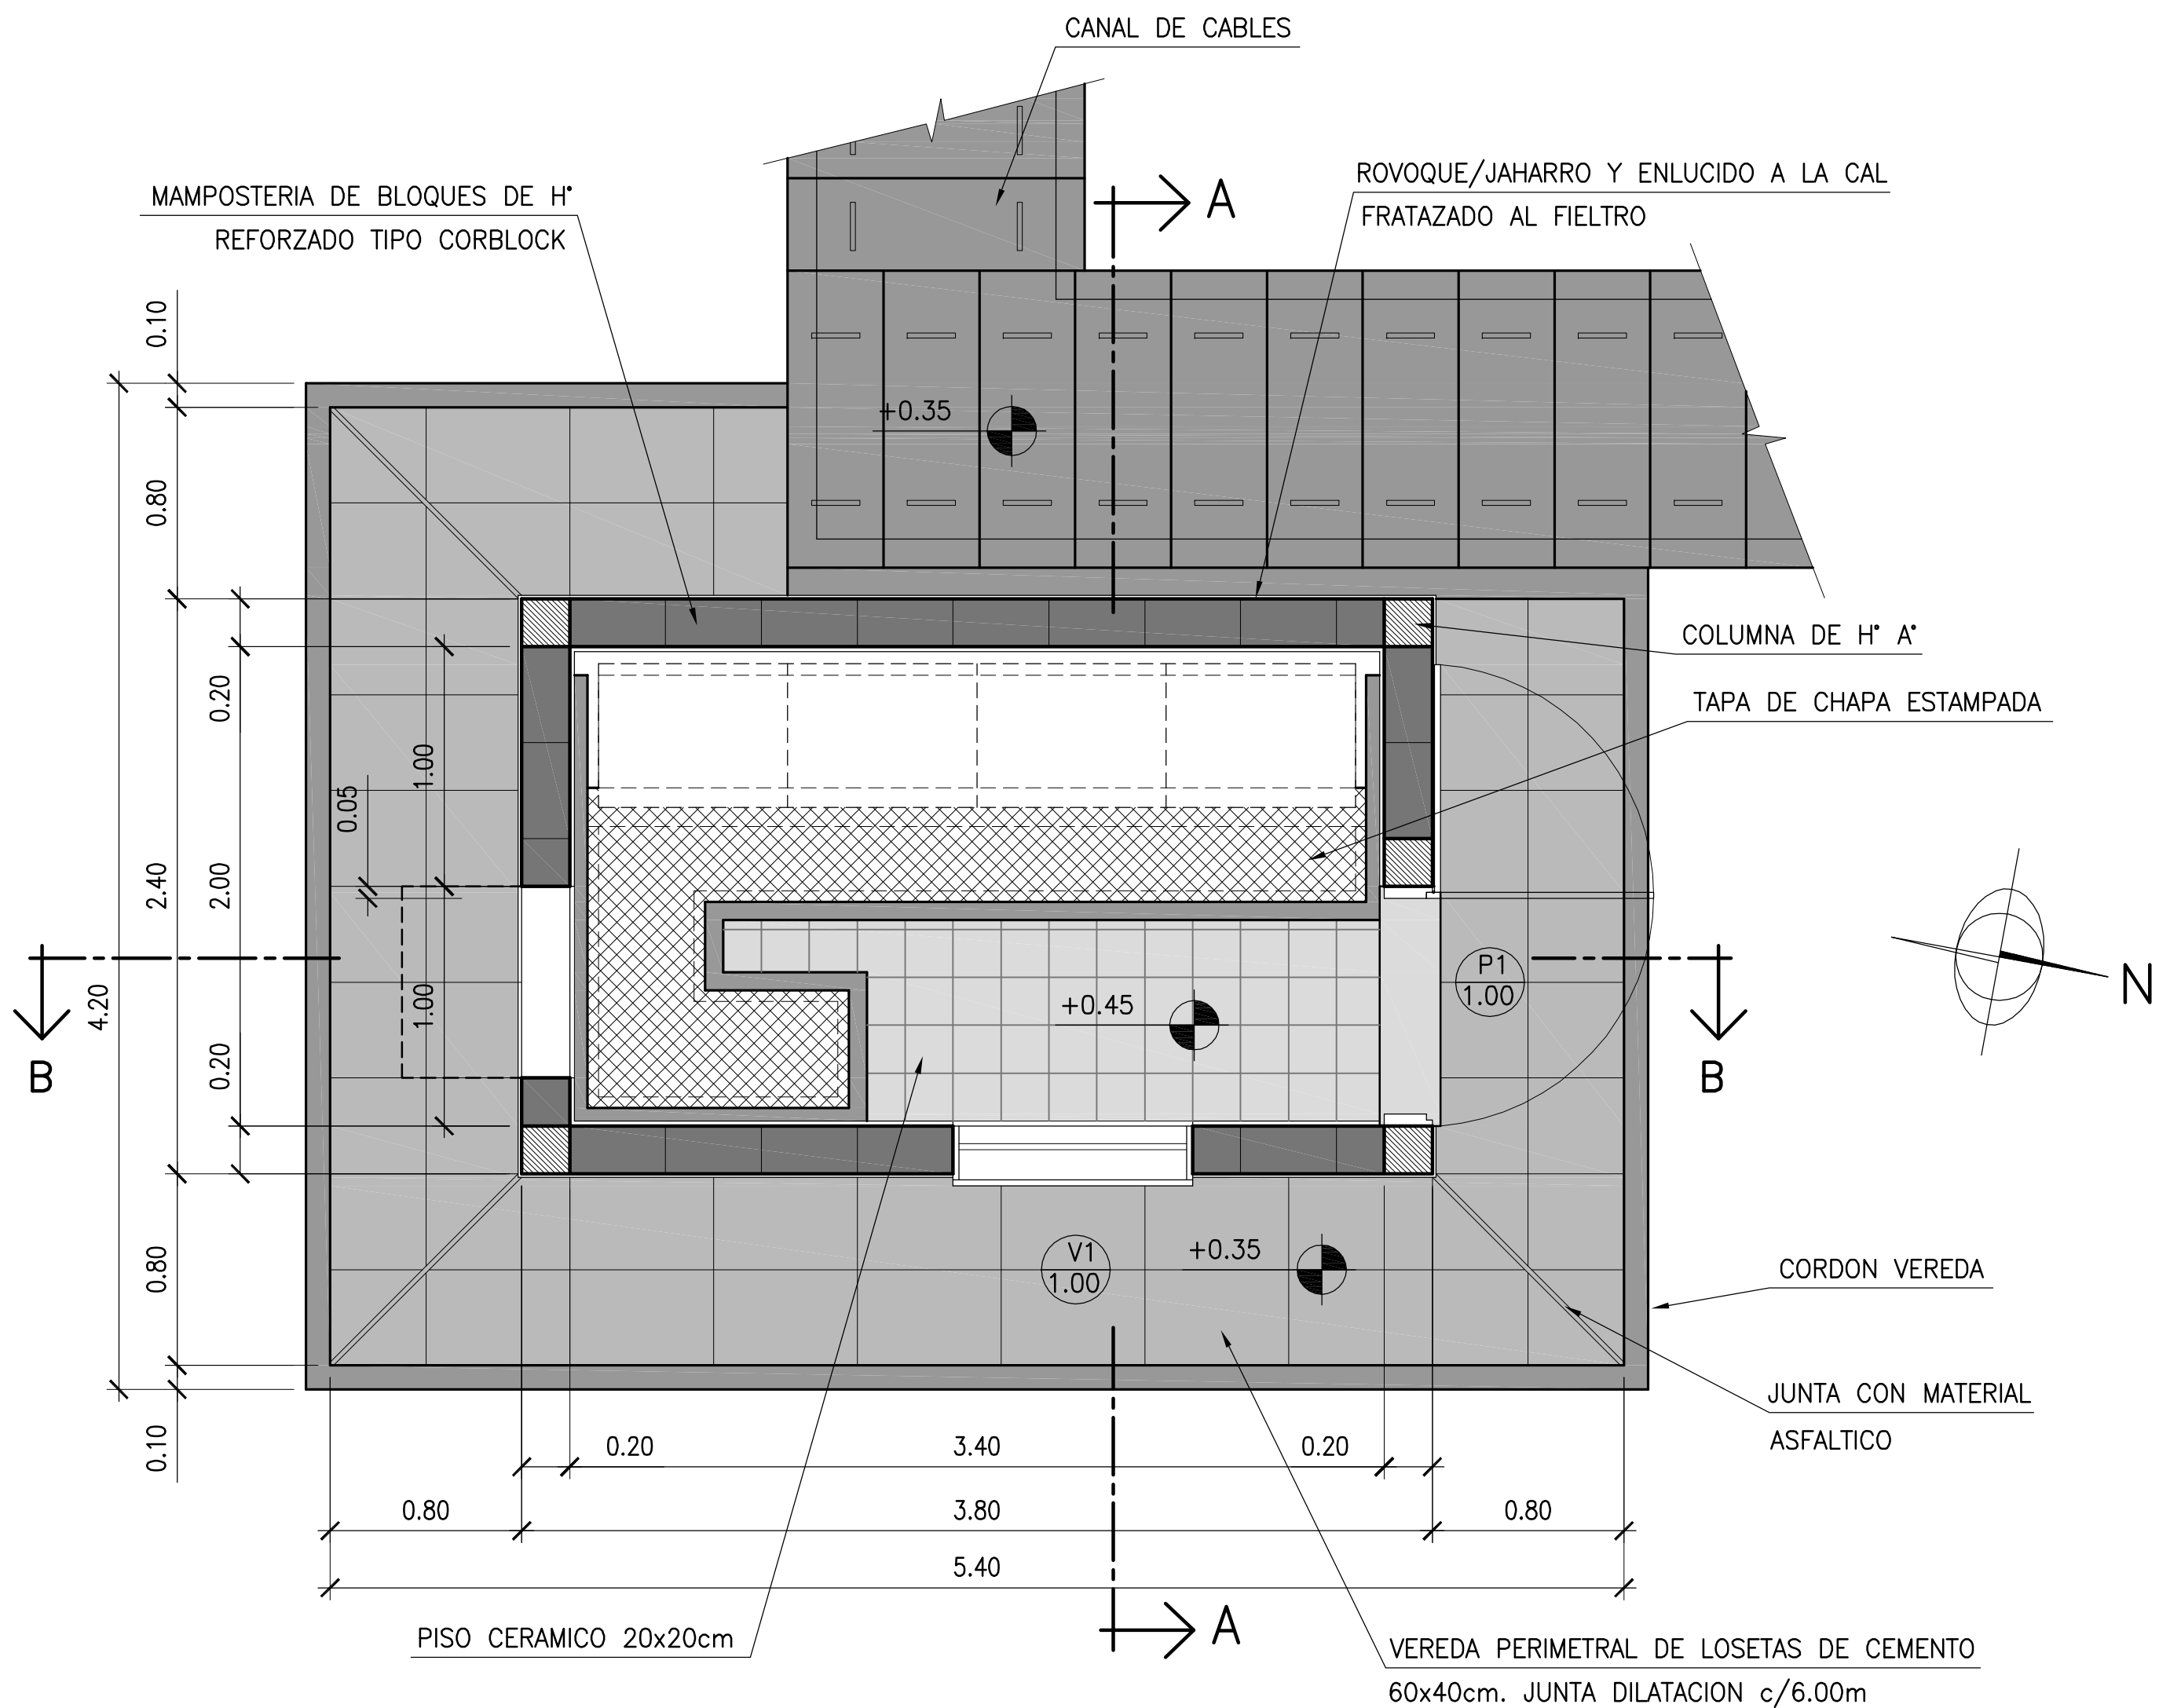 CANAL DE CABLES
ROVOQUE/JAHARRO Y ENLUCIDO A LA CAL
FRATAZADO AL FIELTRO
MAMPOSTERIA DE BLOQUES DE H°
REFORZADO TIPO CORBLOCK
A
0.10
+0.35
0.80
COLUMNA DE H° A°
0.20
TAPA DE CHAPA ESTAMPADA
1.00
0.05
2.40
2.00
4.20
1.00
0.20
+0.45
P1
1.00
N
B
B
V1
1.00
+0.35
0.80
CORDON VEREDA
JUNTA CON MATERIAL
ASFALTICO
0.10
0.20
3.40
0.20
0.80
3.80
0.80
5.40
A
PISO CERAMICO 20x20cm
VEREDA PERIMETRAL DE LOSETAS DE CEMENTO
60x40cm. JUNTA DILATACION c/6.00m